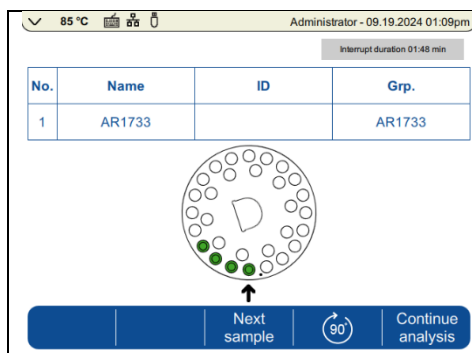 85 °C
Administrator - 09.19.2024 01:09pm
Interrupt duration 01:48 min
No. Name ID Grp.
1 AR1733 AR1733
Next sample
90°
Continue analysis